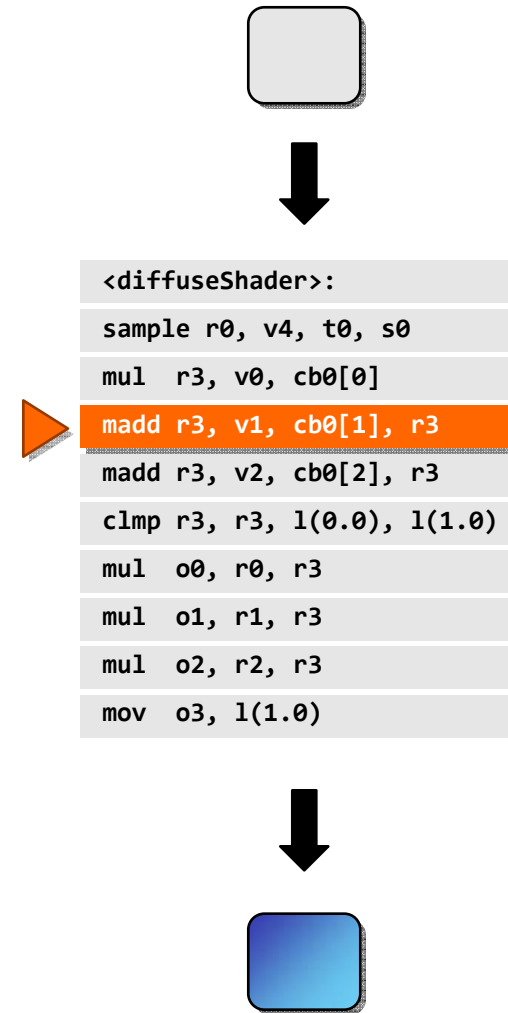 <diffuseShader>:
sample r0, v4, t0, s0
mul  r3, v0, cb0[0]
madd r3, v1, cb0[1], r3
madd r3, v2, cb0[2], r3
clmp r3, r3, l(0.0), l(1.0)
mul  o0, r0, r3
mul  o1, r1, r3
mul  o2, r2, r3
mov  o3, l(1.0)